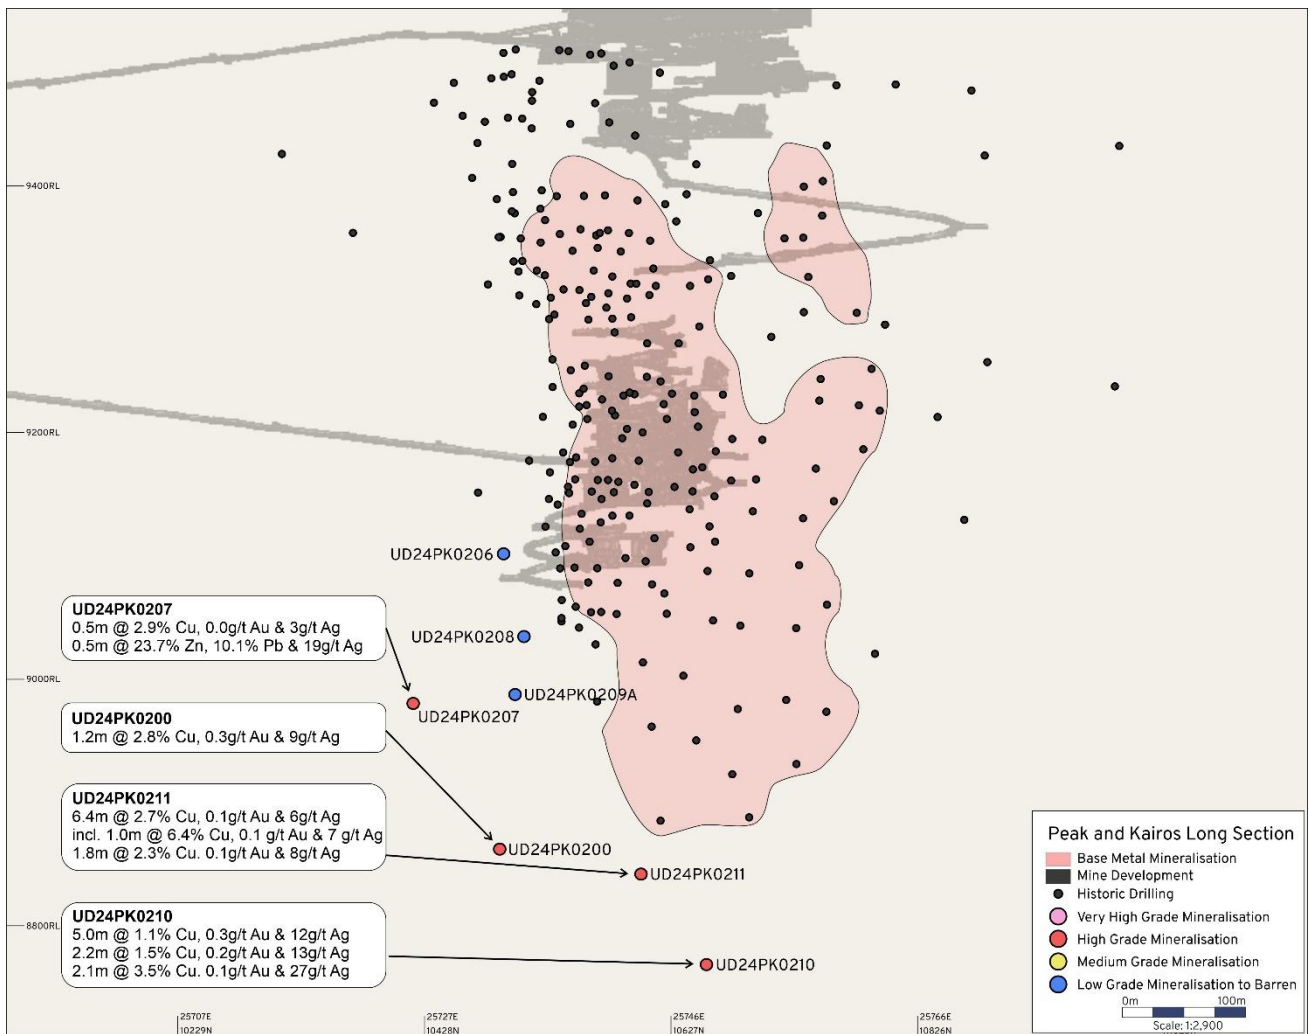 9400RL
9200RL
UD24PK0206
UD24PK0207
0.5m @ 2.9% Cu, 0.0g/t Au & 3g/t Ag
0.5m @ 23.7% Zn, 10.1% Pb & 19g/t Ag
UD24PK0208
9000RL
UD24PK0209A
UD24PK0207
UD24PK0200
1.2m @ 2.8% Cu, 0.3g/t Au & 9g/t Ag
UD24PK0211
6.4m @ 2.7% Cu, 0.1g/t Au & 6g/t Ag
incl. 1.0m @ 6.4% Cu, 0.1 g/t Au & 7 g/t Ag
1.8m @ 2.3% Cu. 0.1g/t Au & 8g/t Ag
UD24PK0200
UD24PK0211
8800RL
UD24PK0210
5.0m @ 1.1% Cu, 0.3g/t Au & 12g/t Ag
2.2m @ 1.5% Cu, 0.2g/t Au & 13g/t Ag
2.1m @ 3.5% Cu. 0.1g/t Au & 27g/t Ag
UD24PK0210
Peak and Kairos Long Section
Base Metal Mineralisation
Mine Development
Historic Drilling
Very High Grade Mineralisation
High Grade Mineralisation
Medium Grade Mineralisation
Low Grade Mineralisation to Barren
0m 100m
Scale: 1:2,900
25707E
10229N
25727E
10428N
25746E
10627N
25766E
10826N